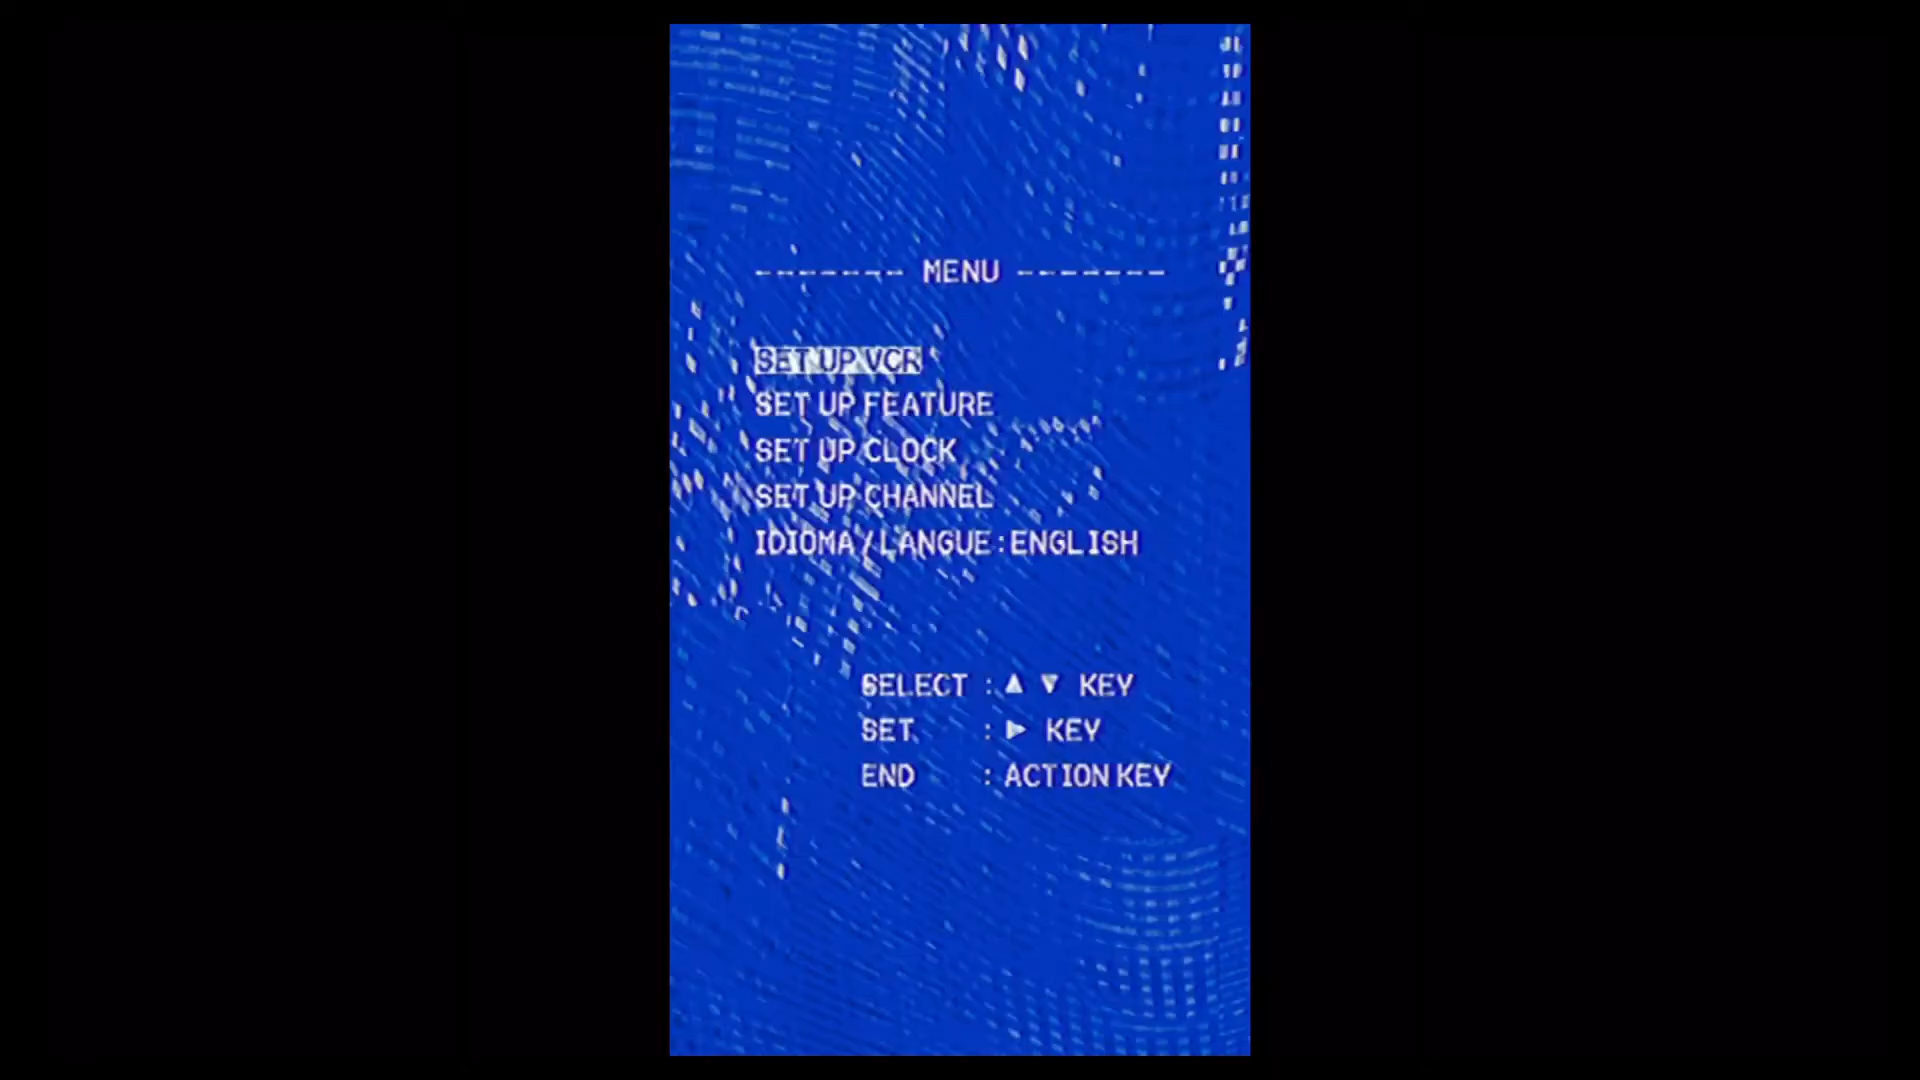 ------- MENU -------
SET UP VCR
SET UP FEATURE
SET UP CLOCK
SET UP CHANNEL
IDIOMA/LANGUE:ENGLISH
SELECT :▲ ▼ KEY
SET :► KEY
END :ACTION KEY